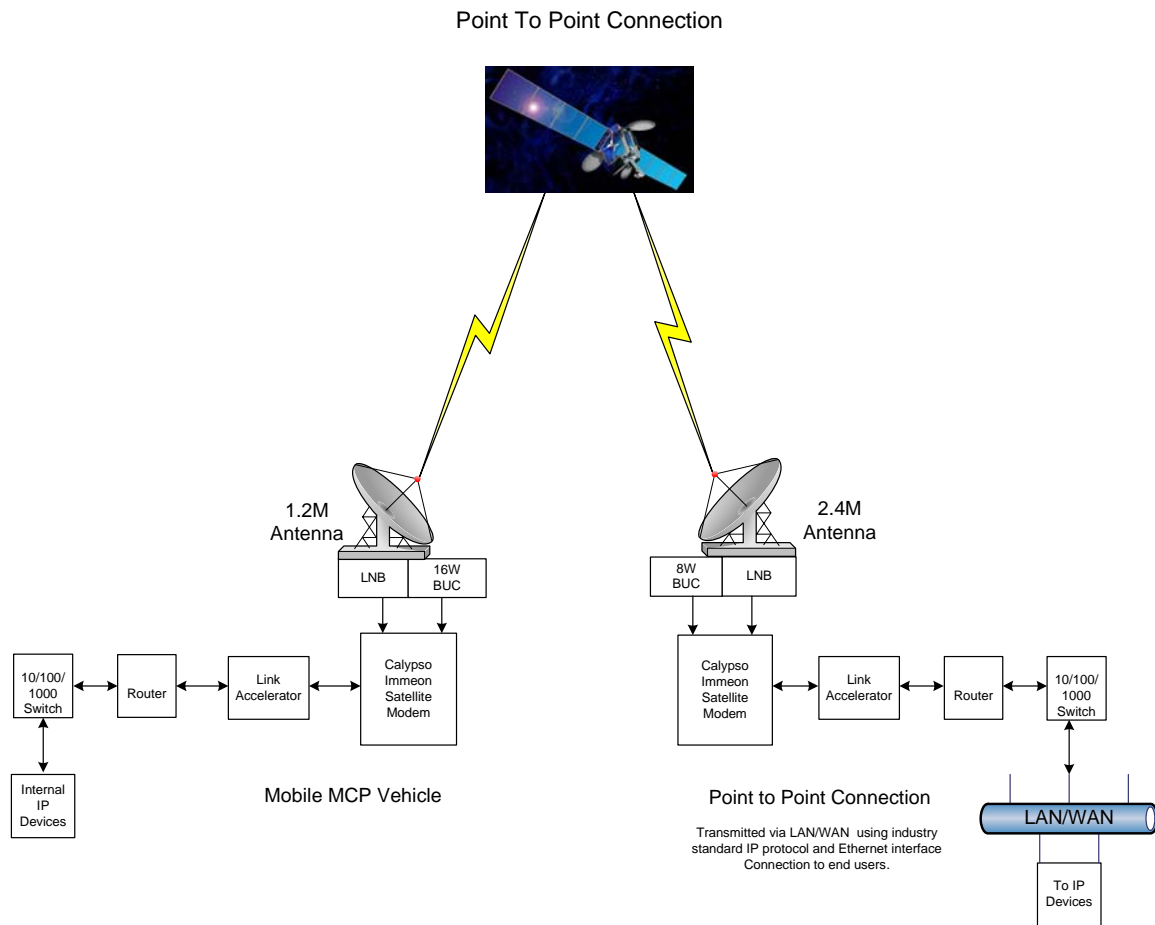 Point To Point Connection
1.2M
Antenna
2.4M
Antenna
LNB
16W
BUC
8W
BUC
LNB
10/100/
1000
Switch
Router
Link
Accelerator
Calypso
Immeon
Satellite
Modem
Calypso
Immeon
Satellite
Modem
Link
Accelerator
Router
10/100/
1000
Switch
Internal
IP
Devices
Mobile MCP Vehicle
Point to Point Connection
Transmitted via LAN/WAN using industry
standard IP protocol and Ethernet interface
Connection to end users.
LAN/WAN
To IP
Devices